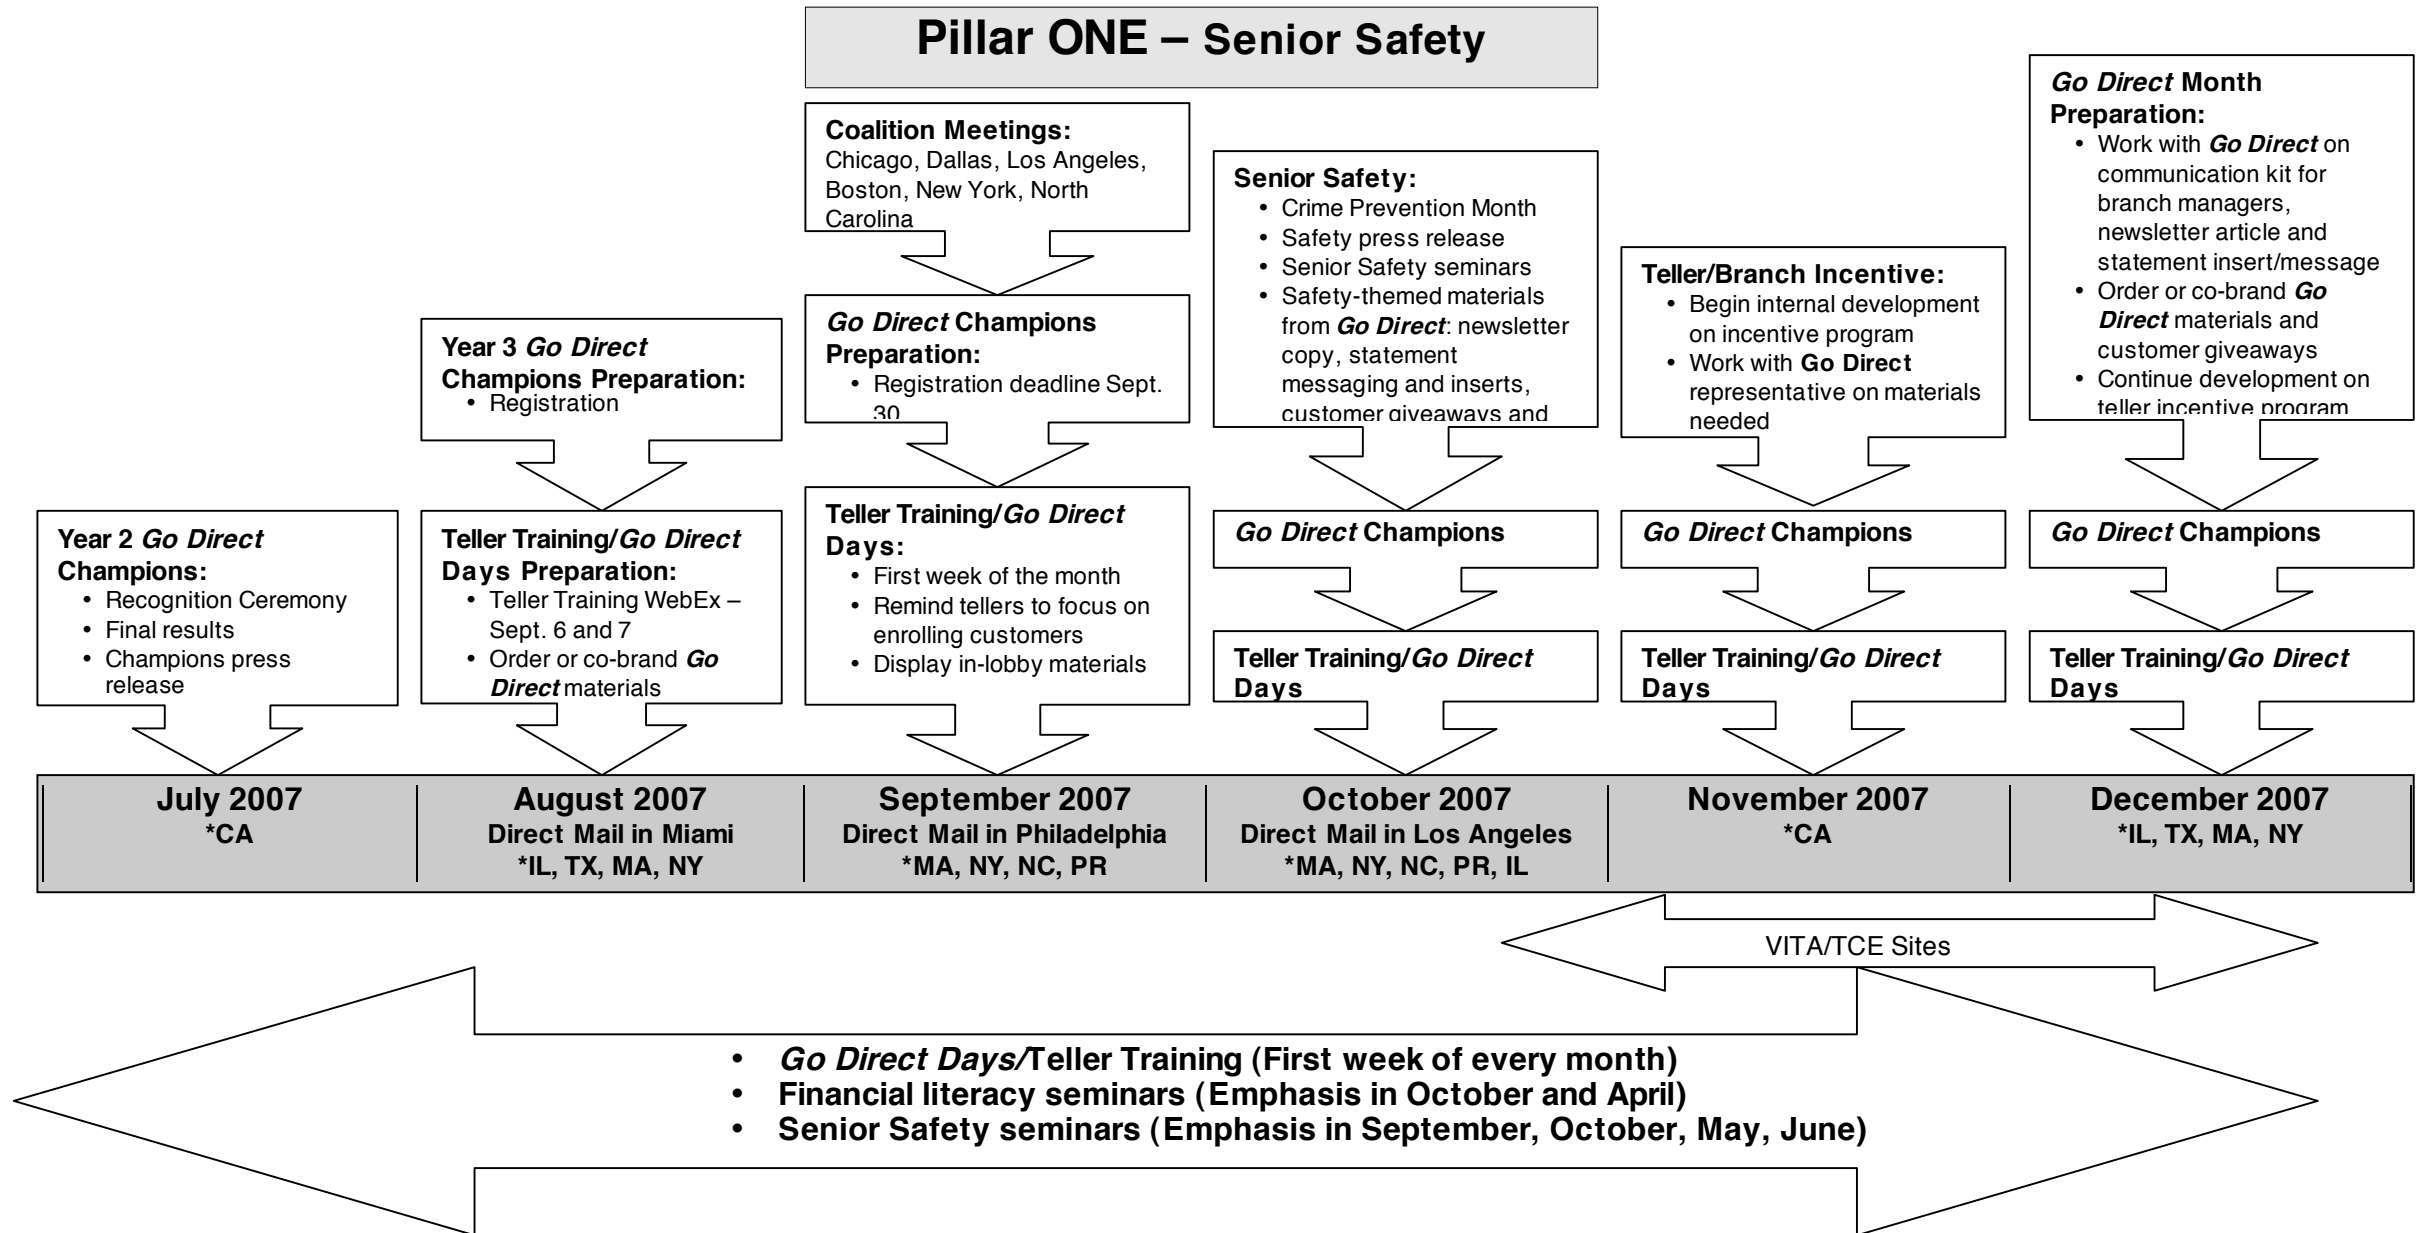 Pillar ONE – Senior Safety
Year 2 Go Direct
Champions:
• Recognition Ceremony
• Final results
• Champions press
release
Year 3 Go Direct
Champions Preparation:
• Registration
Teller Training/Go Direct
Days Preparation:
• Teller Training WebEx –
Sept. 6 and 7
• Order or co-brand Go
Direct materials
Coalition Meetings:
Chicago, Dallas, Los Angeles,
Boston, New York, North
Carolina
Go Direct Champions
Preparation:
• Registration deadline Sept.
30
Teller Training/Go Direct
Days:
• First week of the month
• Remind tellers to focus on
enrolling customers
• Display in-lobby materials
Senior Safety:
• Crime Prevention Month
• Safety press release
• Senior Safety seminars
• Safety-themed materials
from Go Direct: newsletter
copy, statement
messaging and inserts,
customer giveaways and
Go Direct Champions
Teller Training/Go Direct
Days
Teller/Branch Incentive:
• Begin internal development
on incentive program
• Work with Go Direct
representative on materials
needed
Go Direct Champions
Teller Training/Go Direct
Days
Go Direct Month
Preparation:
• Work with Go Direct on
communication kit for
branch managers,
newsletter article and
statement insert/message
• Order or co-brand Go
Direct materials and
customer giveaways
• Continue development on
teller incentive program
Go Direct Champions
Teller Training/Go Direct
Days
July 2007
*CA
August 2007
Direct Mail in Miami
*IL, TX, MA, NY
September 2007
Direct Mail in Philadelphia
*MA, NY, NC, PR
October 2007
Direct Mail in Los Angeles
*MA, NY, NC, PR, IL
November 2007
*CA
December 2007
*IL, TX, MA, NY
VITA/TCE Sites
• Go Direct Days/Teller Training (First week of every month)
• Financial literacy seminars (Emphasis in October and April)
• Senior Safety seminars (Emphasis in September, October, May, June)